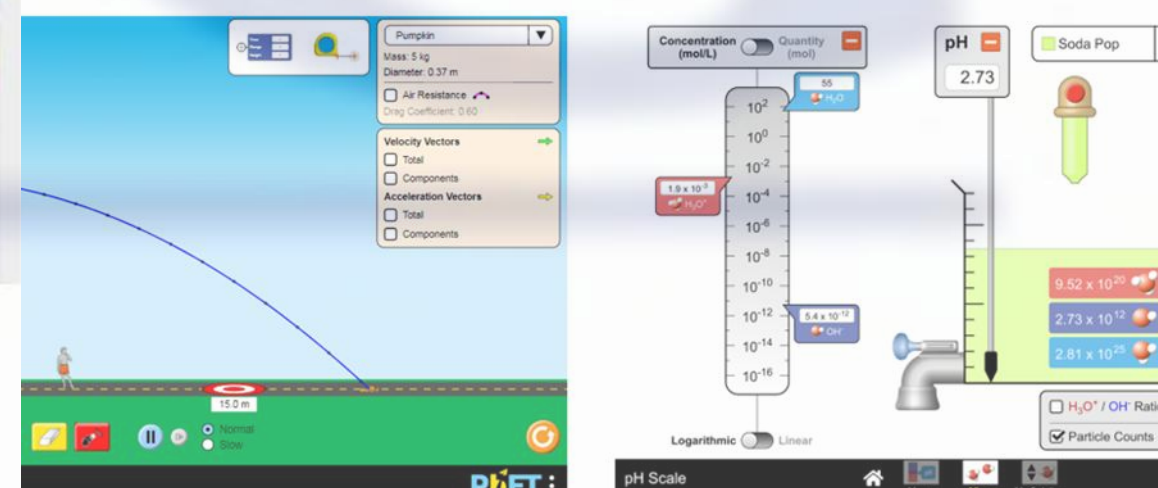 Pumpkin
Mass: 5 kg
Diameter: 0.37 m
Air Resistance
Drag Coefficient: 0.60
Velocity Vectors
Total
Components
Acceleration Vectors
Total
Components
15.0 m
Normal
Slow
PhET
Concentration (mol/L)
Quantity (mol)
55
H₂O
10²
10⁰
10⁻²
1.9 x 10⁻³
H₃O⁺
10⁻⁴
10⁻⁶
10⁻⁸
10⁻¹⁰
10⁻¹²
5.4 x 10⁻¹²
OH⁻
10⁻¹⁴
10⁻¹⁶
Logarithmic
Linear
pH
2.73
Soda Pop
9.52 x 10²⁰
2.73 x 10¹²
2.81 x 10²⁵
H₃O⁺ / OH⁻
Particle Counts
pH Scale